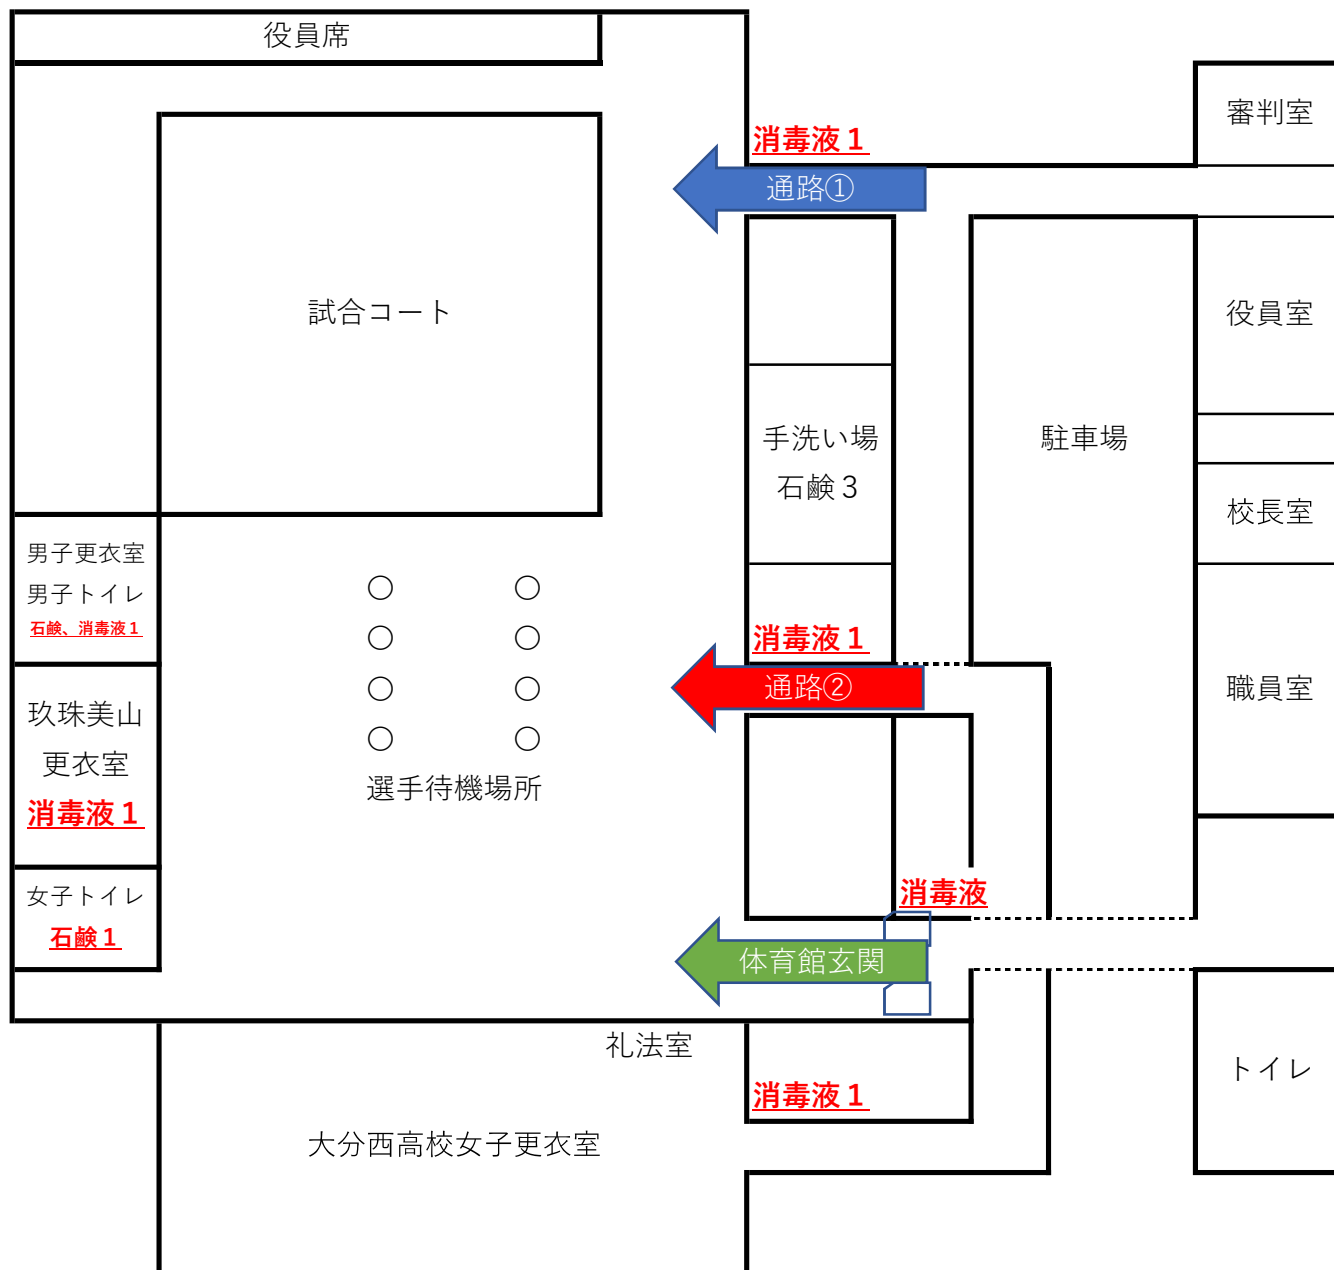 役員席
審判室
消毒液1
通路①
試合コート
役員室
手洗い場
石鹸3
駐車場
校長室
男子更衣室
男子トイレ
石鹸、消毒液1
消毒液1
通路②
職員室
玖珠美山
更衣室
消毒液1
選手待機場所
女子トイレ
石鹸1
消毒液
体育館玄関
礼法室
トイレ
消毒液1
大分西高校女子更衣室